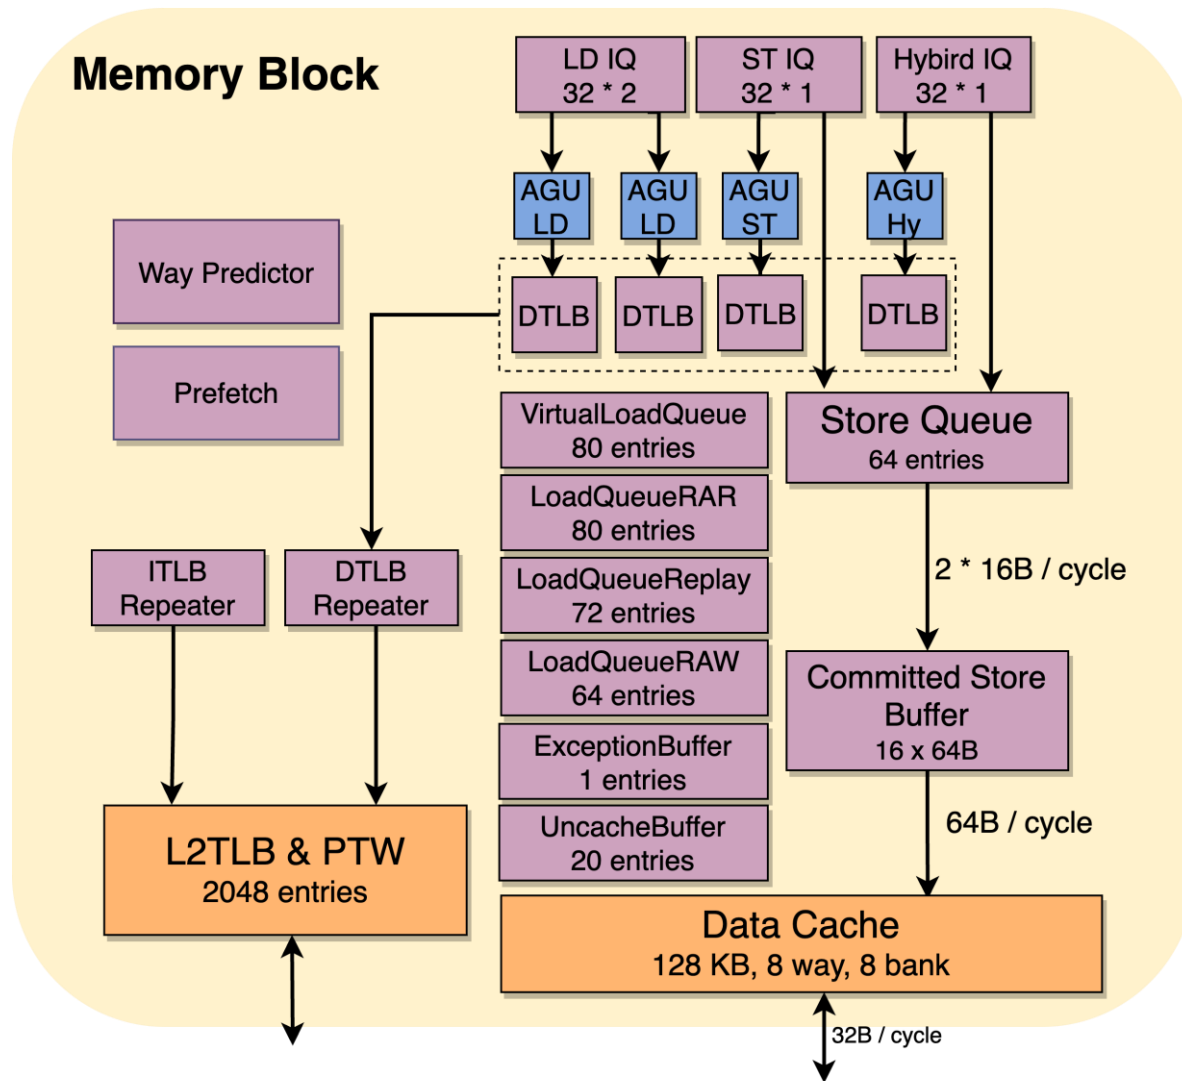 Memory Block
LD IQ
32 * 2
ST IQ
32 * 1
Hybird IQ
32 * 1
AGU
LD
AGU
LD
AGU
ST
AGU
Hy
Way Predictor
Prefetch
DTLB
DTLB
DTLB
DTLB
VirtualLoadQueue
80 entries
LoadQueueRAR
80 entries
LoadQueueReplay
72 entries
LoadQueueRAW
64 entries
ExceptionBuffer
1 entries
UncacheBuffer
20 entries
Store Queue
64 entries
2 * 16B / cycle
Committed Store
Buffer
16 x 64B
64B / cycle
ITLB
Repeater
DTLB
Repeater
L2TLB & PTW
2048 entries
Data Cache
128 KB, 8 way, 8 bank
32B / cycle